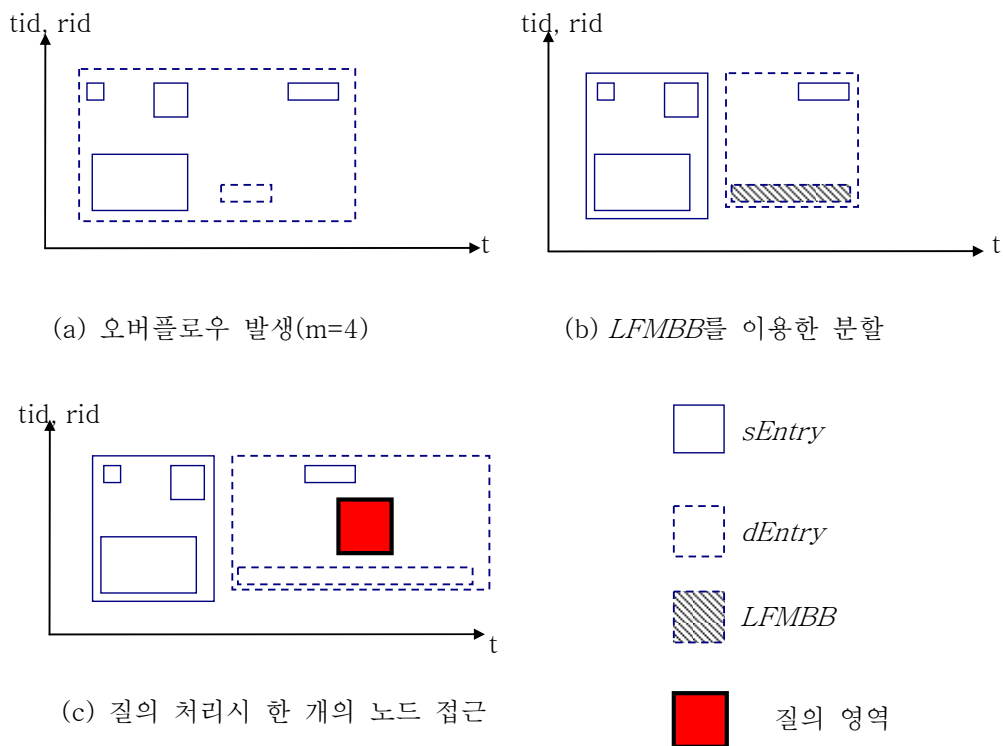 tid, rid
t
(a) 오버플로우 발생(m=4)
tid, rid
t
(b) LFMBB를 이용한 분할
tid, rid
t
(c) 질의 처리시 한 개의 노드 접근
sEntry
dEntry
LFMBB
질의 영역